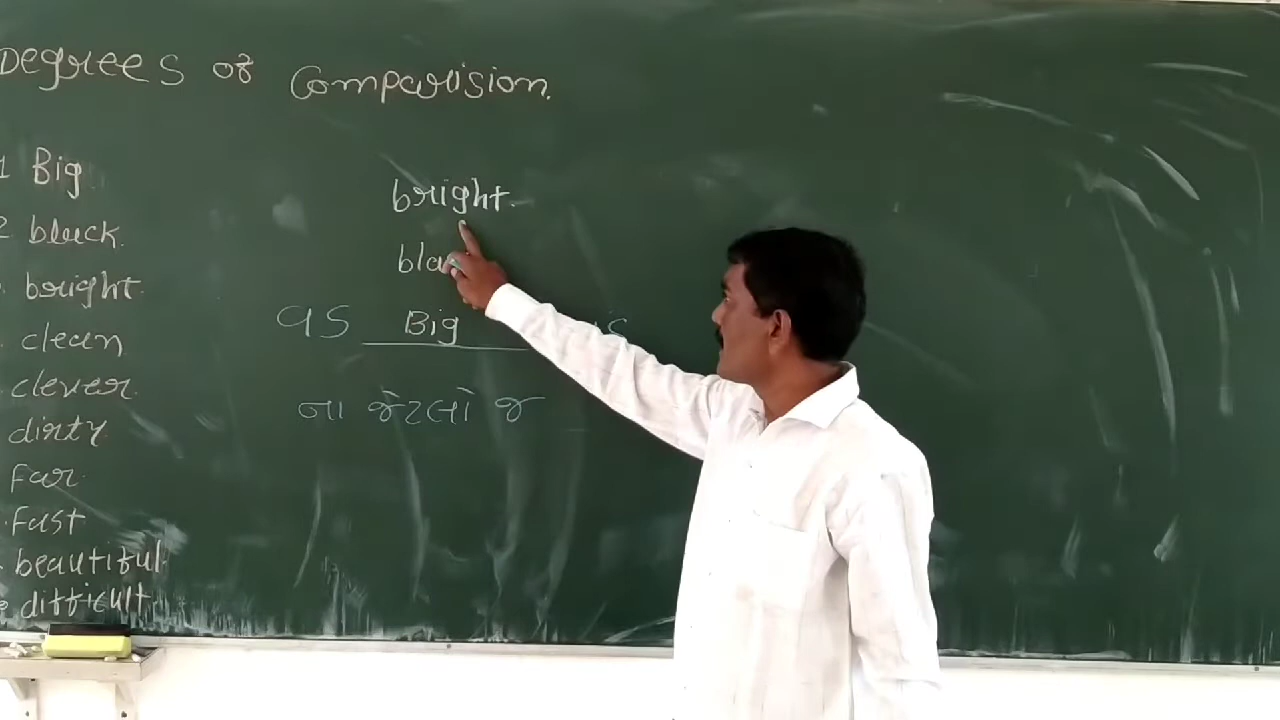 Degrees of Comparision.
1 Big
2 black.
bright.
clean
clever.
dirty
Far.
Fast
beautiful.
difficult.
bright.
as Big as
ના જેટલો જ